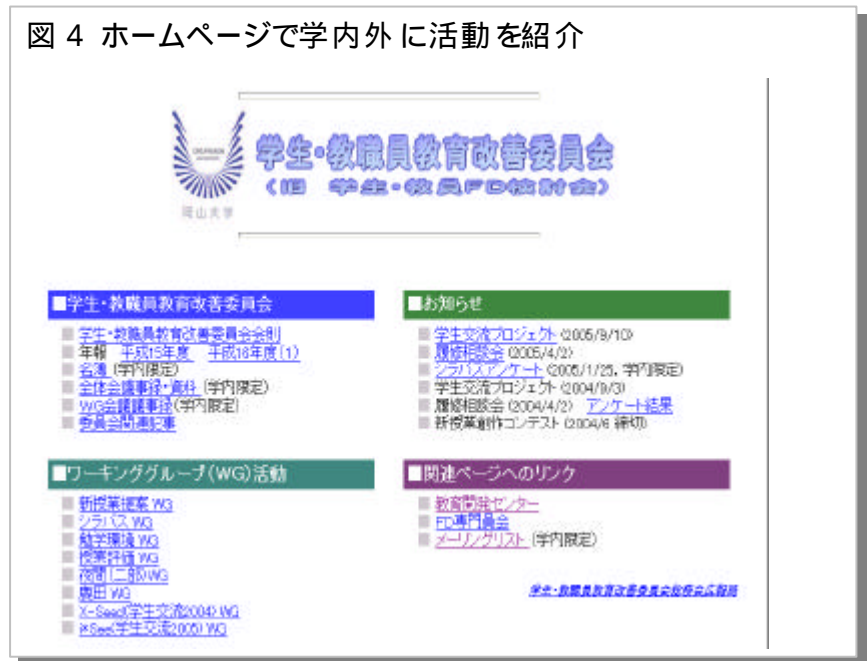 図 4 ホームページで学内外に活動を紹介
岡山大学
学生・教職員教育改善委員会
(旧 学生・教員FD検討会)
■学生・教職員教育改善委員会
学生・教職員教育改善委員会会則
年報 平成15年度 平成16年度(1)
名簿 (学内限定)
全体会議事録・資料 (学内限定)
WG会議議事録(学内限定)
委員会関連記事
■お知らせ
学生交流プロジェクト (2005/9/10)
履修相談会 (2005/4/2)
シラバスアンケート (2005/1/25, 学内限定)
学生交流プロジェクト (2004/9/3)
履修相談会 (2004/4/2) アンケート結果
新授業創作コンテスト (2004/6 締切)
■ワーキンググループ(WG)活動
新授業提案 WG
シラバス WG
勉学環境 WG
授業評価 WG
夜間(二部)WG
鹿田 WG
X-Seed(学生交流2004) WG
※See(学生交流2005) WG
■関連ページへのリンク
教育開発センター
FD専門員会
メーリングリスト (学内限定)
学生・教職員教育改善委員会総務会広報班